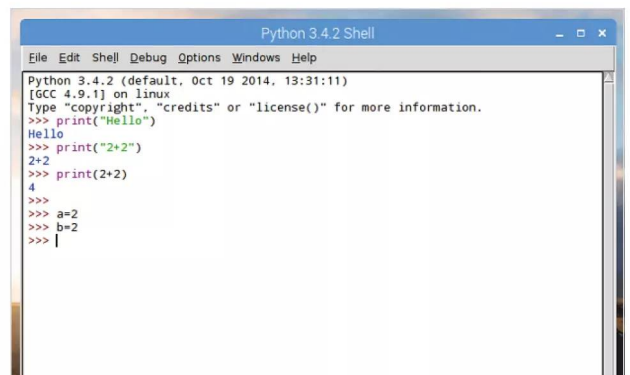 Python 3.4.2 Shell
File Edit Shell Debug Options Windows Help
Python 3.4.2 (default, Oct 19 2014, 13:31:11)
[GCC 4.9.1] on linux
Type "copyright", "credits" or "license()" for more information.
>>> print("Hello")
Hello
>>> print("2+2")
2+2
>>> print(2+2)
4
>>>
>>> a=2
>>> b=2
>>>